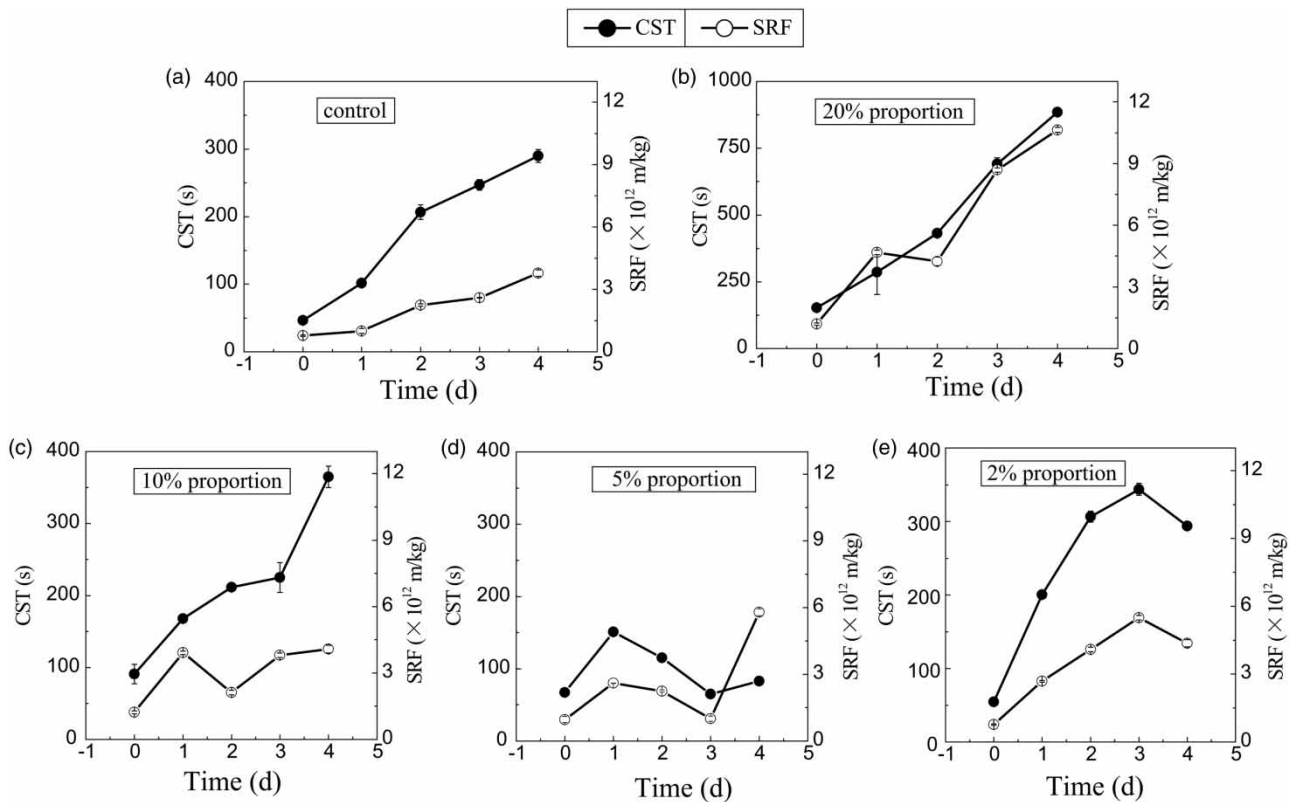 CST SRF
(a)
control
400
300
200
100
0
CST (s)
12
9
6
3
0
SRF (×10¹² m/kg)
-1 0 1 2 3 4 5
Time (d)
(b)
20% proportion
1000
750
500
250
0
CST (s)
12
9
6
3
0
SRF (×10¹² m/kg)
-1 0 1 2 3 4 5
Time (d)
(c)
10% proportion
400
300
200
100
0
CST (s)
12
9
6
3
0
SRF (×10¹² m/kg)
-1 0 1 2 3 4 5
Time (d)
(d)
5% proportion
400
300
200
100
0
CST (s)
12
9
6
3
0
SRF (×10¹² m/kg)
-1 0 1 2 3 4 5
Time (d)
(e)
2% proportion
400
300
200
100
0
CST (s)
12
9
6
3
0
SRF (×10¹² m/kg)
-1 0 1 2 3 4 5
Time (d)